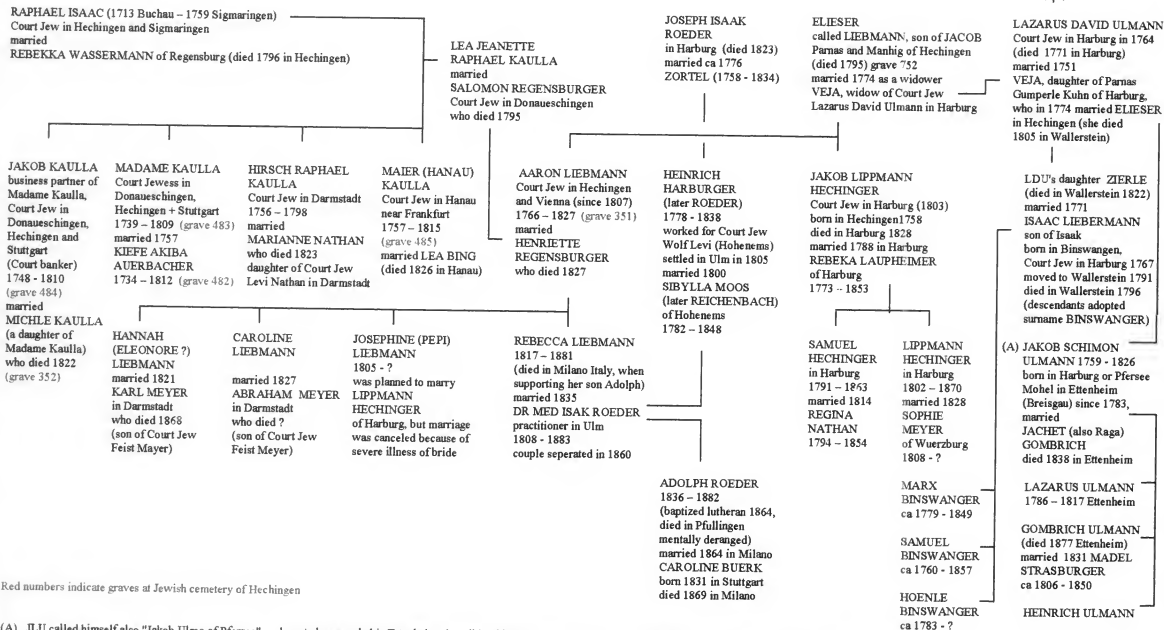 RAPHAEL ISAAC (1713 Buchau – 1759 Sigmaringen)
Court Jew in Hechingen and Sigmaringen
married
REBEKKA WASSERMANN of Regensburg (died 1796 in Hechingen)
LEA JEANETTE
RAPHAEL KAULLA
married
SALOMON REGENSBURGER
Court Jew in Donaueschingen
who died 1795
JOSEPH ISAAK
ROEDER
in Harburg (died 1823)
married ca 1776
ZORTEL (1758 - 1834)
ELIESER
called LIEBMANN, son of JACOB
Parnas and Manhig of Hechingen
(died 1795) grave 752
married 1774 as a widower
VEJA, widow of Court Jew
Lazarus David Ulmann in Harburg
LAZARUS DAVID ULMANN
Court Jew in Harburg in 1764
(died 1771 in Harburg)
married 1751
VEJA, daughter of Parnas
Gumperle Kuhn of Harburg,
who in 1774 married ELIESER
in Hechingen (she died
1805 in Wallerstein)
JAKOB KAULLA
business partner of
Madame Kaulla,
Court Jew in
Donaueschingen,
Hechingen and
Stuttgart
(Court banker)
1748 - 1810
(grave 484)
married
MICHLE KAULLA
(a daughter of
Madame Kaulla)
who died 1822
(grave 352)
MADAME KAULLA
Court Jewess in
Donaueschingen,
Hechingen + Stuttgart
1739 – 1809 (grave 483)
married 1757
KIEFE AKIBA
AUERBACHER
1734 – 1812 (grave 482)
HIRSCH RAPHAEL
KAULLA
Court Jew in Darmstadt
1756 – 1798
married
MARIANNE NATHAN
who died 1823
daughter of Court Jew
Levi Nathan in Darmstadt
MAIER (HANAU)
KAULLA
Court Jew in Hanau
near Frankfurt
1757 – 1815
(grave 485)
married LEA BING
(died 1826 in Hanau)
AARON LIEBMANN
Court Jew in Hechingen
and Vienna (since 1807)
1766 – 1827 (grave 351)
married
HENRIETTE
REGENSBURGER
who died 1827
HEINRICH
HARBURGER
(later ROEDER)
1778 - 1838
worked for Court Jew
Wolf Levi (Hohenems)
settled in Ulm in 1805
married 1800
SIBYLLA MOOS
(later REICHENBACH)
of Hohenems
1782 – 1848
JAKOB LIPPMANN
HECHINGER
Court Jew in Harburg (1803)
born in Hechingen1758
died in Harburg 1828
married 1788 in Harburg
REBEKA LAUPHEIMER
of Harburg
1773 – 1853
LDU's daughter ZIERLE
(died in Wallerstein 1822)
married 1771
ISAAC LIEBERMANN
son of Isaak
born in Binswangen,
Court Jew in Harburg 1767
moved to Wallerstein 1791
died in Wallerstein 1796
(descendants adopted
surname BINSWANGER)
HANNAH
(ELEONORE ?)
LIEBMANN
married 1821
KARL MEYER
in Darmstadt
who died 1868
(son of Court Jew
Feist Mayer)
CAROLINE
LIEBMANN
married 1827
ABRAHAM MEYER
in Darmstadt
who died ?
(son of Court Jew
Feist Meyer)
JOSEPHINE (PEPI)
LIEBMANN
1805 - ?
was planned to marry
LIPPMANN
HECHINGER
of Harburg, but marriage
was canceled because of
severe illness of bride
REBECCA LIEBMANN
1817 – 1881
(died in Milano Italy, when
supporting her son Adolph)
married 1835
DR MED ISAK ROEDER
practitioner in Ulm
1808 - 1883
couple seperated in 1860
SAMUEL
HECHINGER
in Harburg
1791 – 1863
married 1814
REGINA
NATHAN
1794 – 1854
LIPPMANN
HECHINGER
in Harburg
1802 – 1870
married 1828
SOPHIE
MEYER
of Wuerzburg
1808 - ?
(A) JAKOB SCHIMON
ULMANN 1759 - 1826
born in Harburg or Pfersee
Mohel in Ettenheim
(Breisgau) since 1783,
married
JACHET (also Raga)
GOMBRICH
died 1838 in Ettenheim
ADOLPH ROEDER
1836 – 1882
(baptized lutheran 1864,
died in Pfullingen
mentally deranged)
married 1864 in Milano
CAROLINE BUERK
born 1831 in Stuttgart
died 1869 in Milano
MARX
BINSWANGER
ca 1779 - 1849
SAMUEL
BINSWANGER
ca 1760 - 1857
HOENLE
BINSWANGER
ca 1783 - ?
LAZARUS ULMANN
1786 – 1817 Ettenheim
GOMBRICH ULMANN
(died 1877 Ettenheim)
married 1831 MADEL
STRASBURGER
ca 1806 - 1850
HEINRICH ULMANN
Red numbers indicate graves at Jewish cemetery of Hechingen